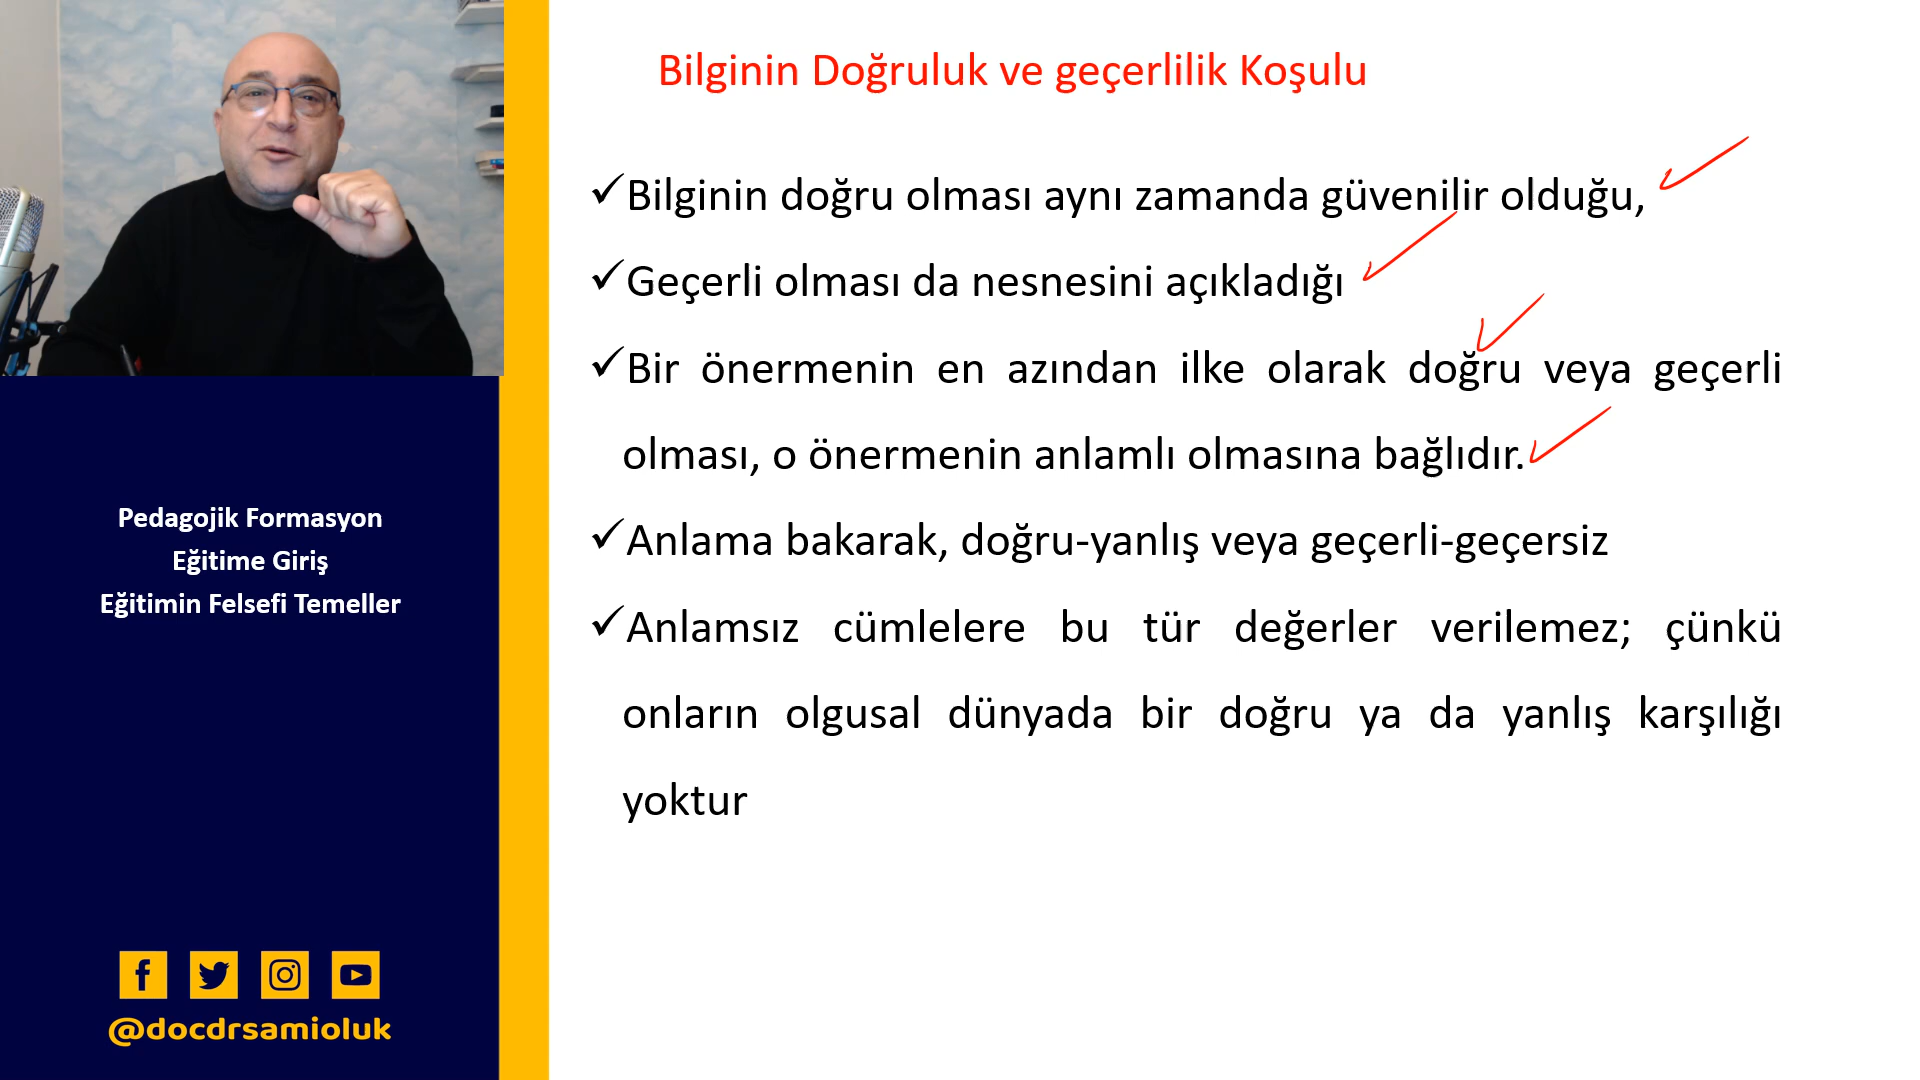 Bilginin Doğruluk ve geçerlilik Koşulu
✓Bilginin doğru olması aynı zamanda güvenilir olduğu,
✓Geçerli olması da nesnesini açıkladığı
✓Bir önermenin en azından ilke olarak doğru veya geçerli
olması, o önermenin anlamlı olmasına bağlıdır.
✓Anlama bakarak, doğru-yanlış veya geçerli-geçersiz
✓Anlamsız cümlelere bu tür değerler verilemez; çünkü
onların olgusal dünyada bir doğru ya da yanlış karşılığı
yoktur
Pedagojik Formasyon
Eğitime Giriş
Eğitimin Felsefi Temeller
@docdrsamioluk